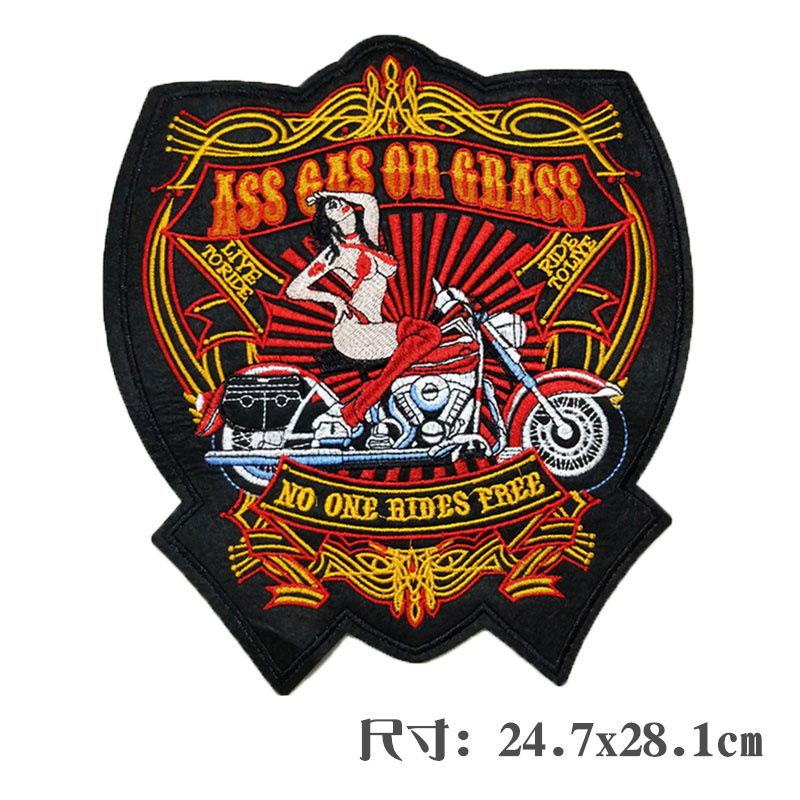 ASS GAS OR GRASS
LIVE
TO RIDE
RIDE
TO LIVE
NO ONE RIDES FREE
尺寸: 24.7x28.1cm